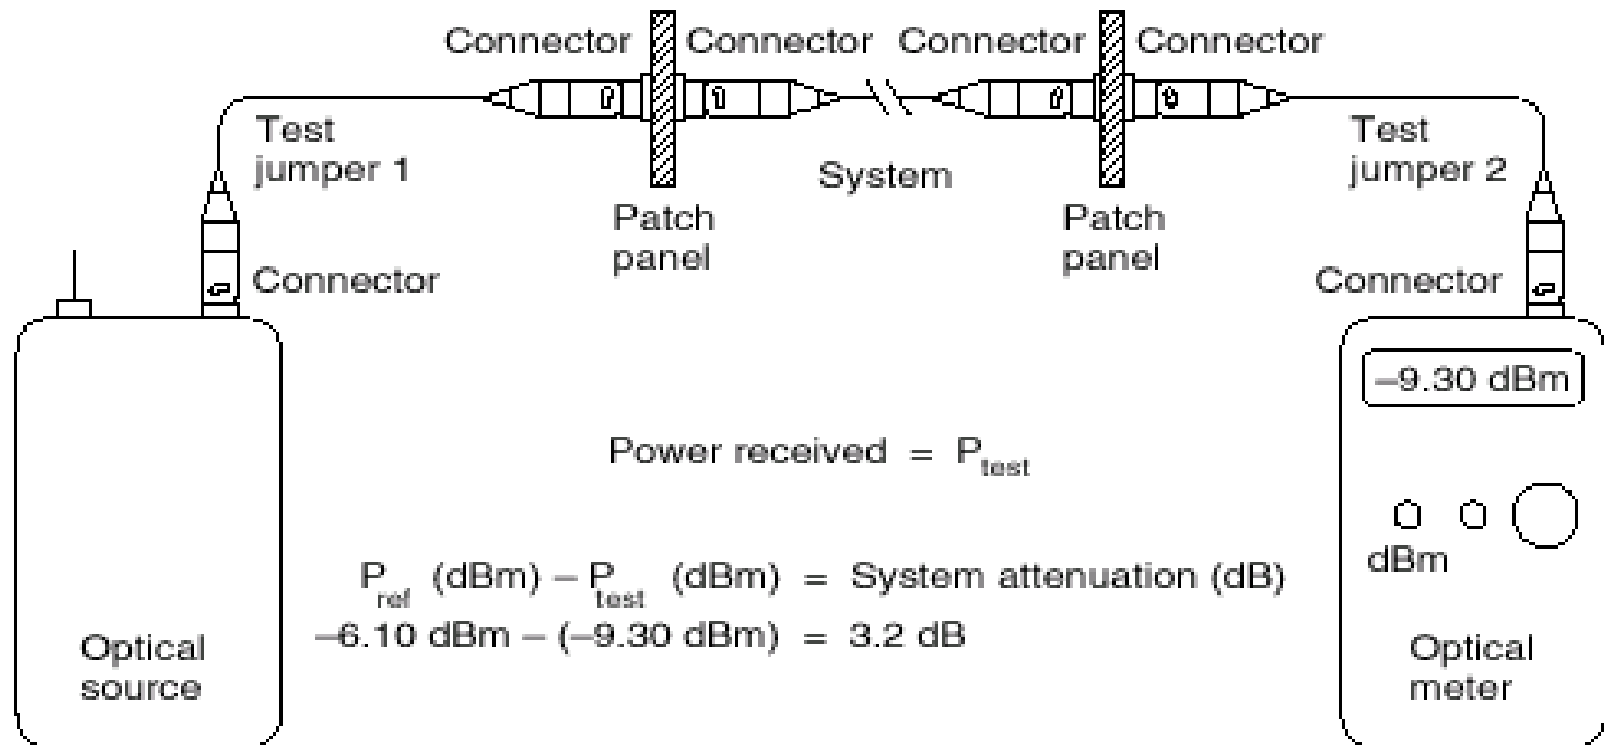 Connector
Connector
Connector
Connector
Test
jumper 1
System
Test
jumper 2
Patch
panel
Patch
panel
Connector
Connector
–9.30 dBm
Power received = Ptest
dBm
Pref (dBm) – Ptest (dBm) = System attenuation (dB)
–6.10 dBm – (–9.30 dBm) = 3.2 dB
Optical
source
Optical
meter